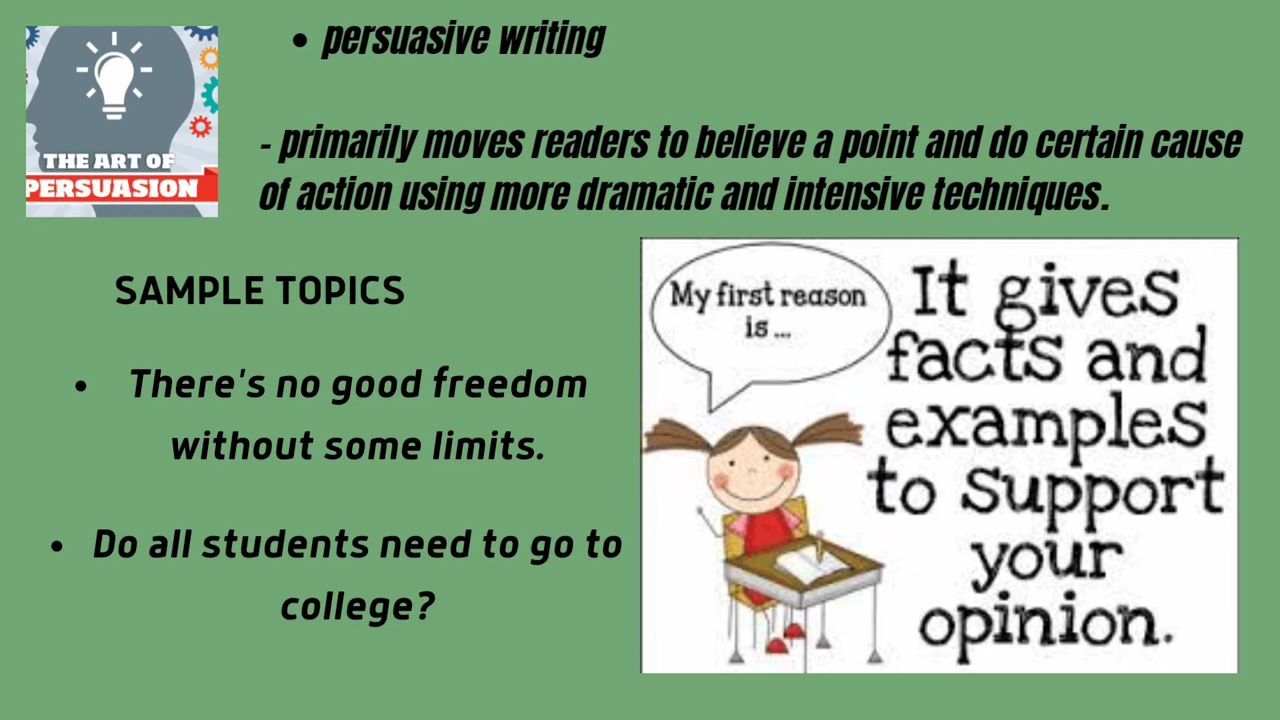 THE ART OF
PERSUASION
• persuasive writing
- primarily moves readers to believe a point and do certain cause
of action using more dramatic and intensive techniques.
SAMPLE TOPICS
• There's no good freedom
without some limits.
• Do all students need to go to
college?
My first reason
is ...
It gives
facts and
examples
to support
your
opinion.